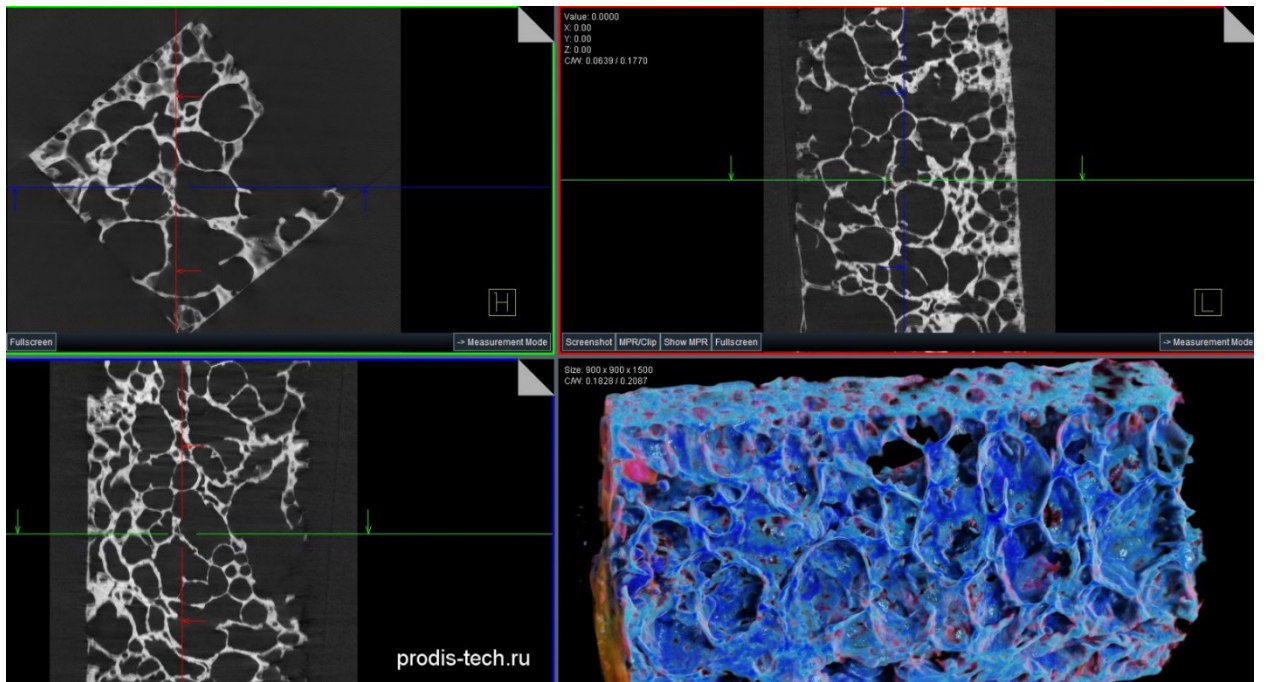 Value: 0.0000
X: 0.00
Y: 0.00
Z: 0.00
C/W: 0.0639 / 0.1770
H
L
Fullscreen
-> Measurement Mode
Screenshot
MPR/Clip
Show MPR
Fullscreen
-> Measurement Mode
Size: 900 x 900 x 1500
C/W: 0.1828 / 0.2087
prodis-tech.ru